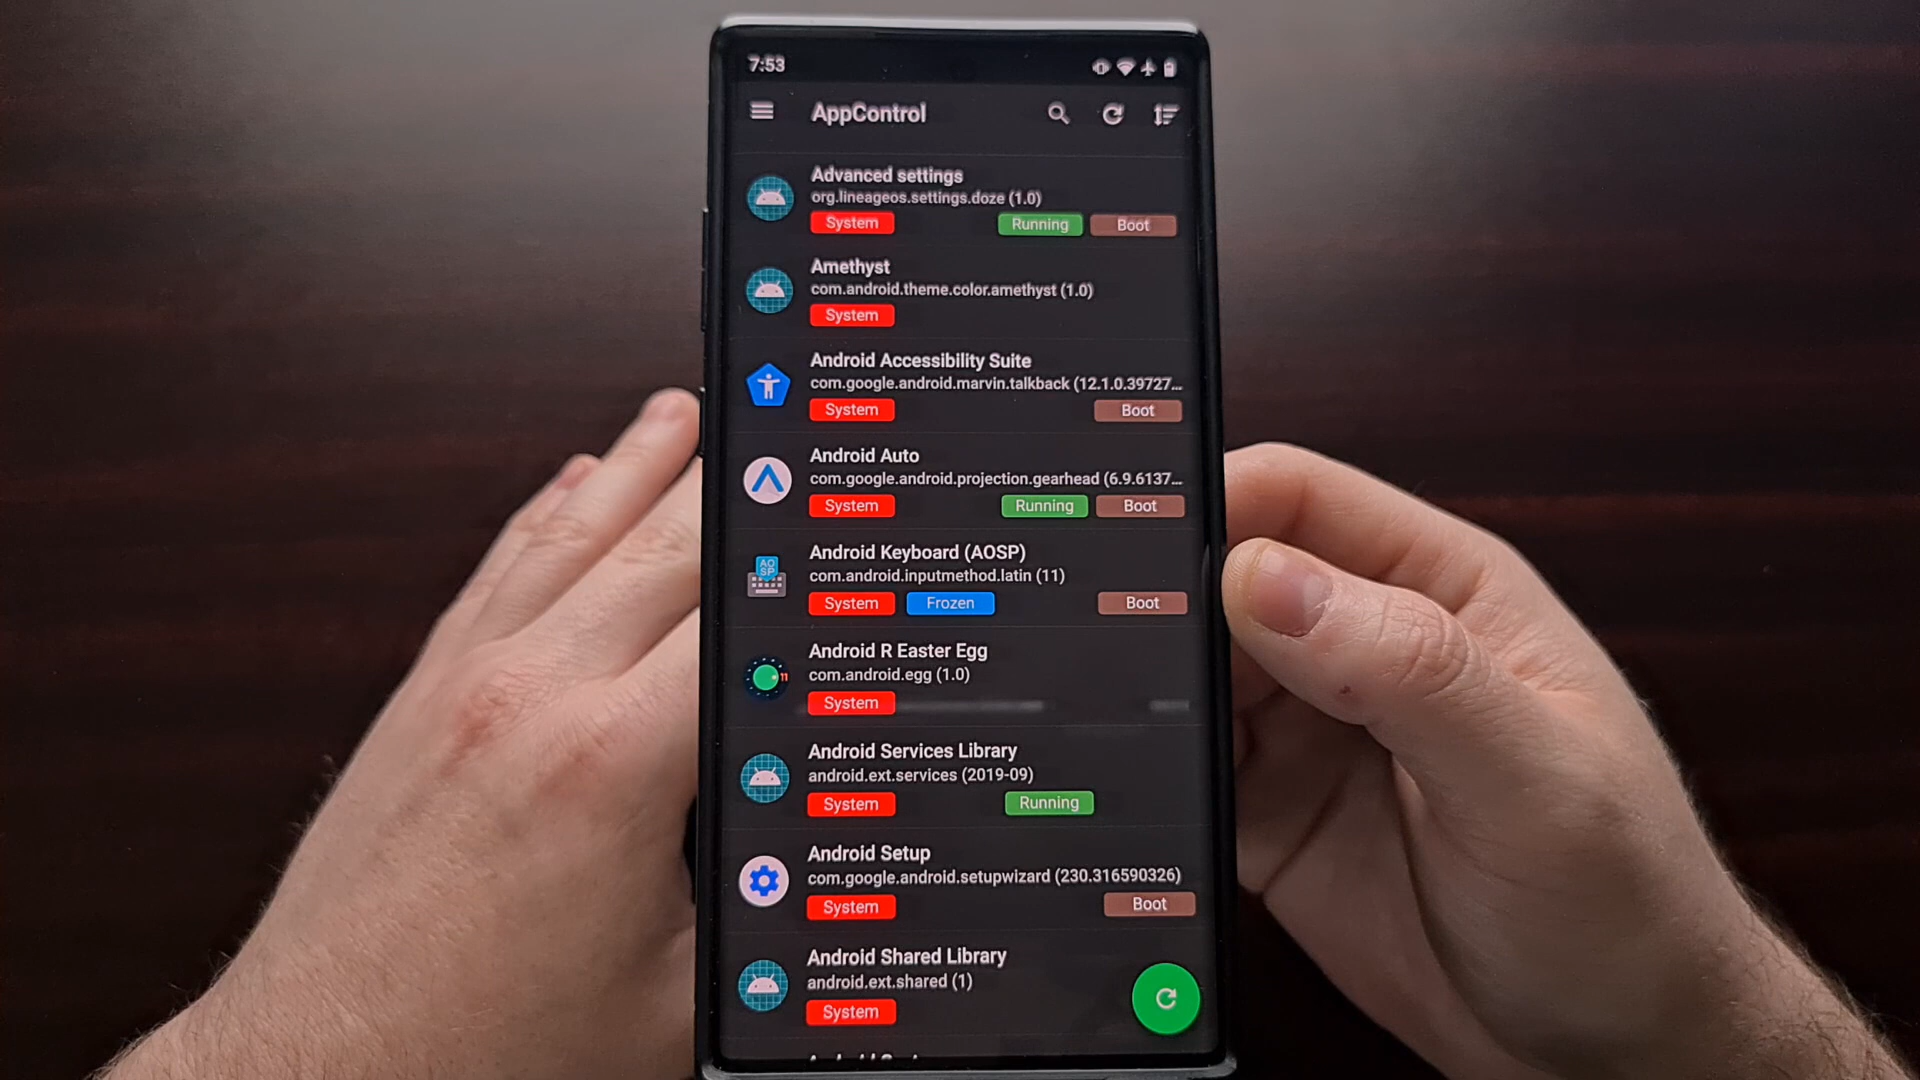 7:53
AppControl
Advanced settings
org.lineageos.settings.doze (1.0)
System Running Boot
Amethyst
com.android.theme.color.amethyst (1.0)
System
Android Accessibility Suite
com.google.android.marvin.talkback (12.1.0.39727...
System Boot
Android Auto
com.google.android.projection.gearhead (6.9.6137...
System Running Boot
Android Keyboard (AOSP)
com.android.inputmethod.latin (11)
AO
SP
System Frozen Boot
Android R Easter Egg
com.android.egg (1.0)
11
System
Android Services Library
android.ext.services (2019-09)
System Running
Android Setup
com.google.android.setupwizard (230.316590326)
System Boot
Android Shared Library
android.ext.shared (1)
System